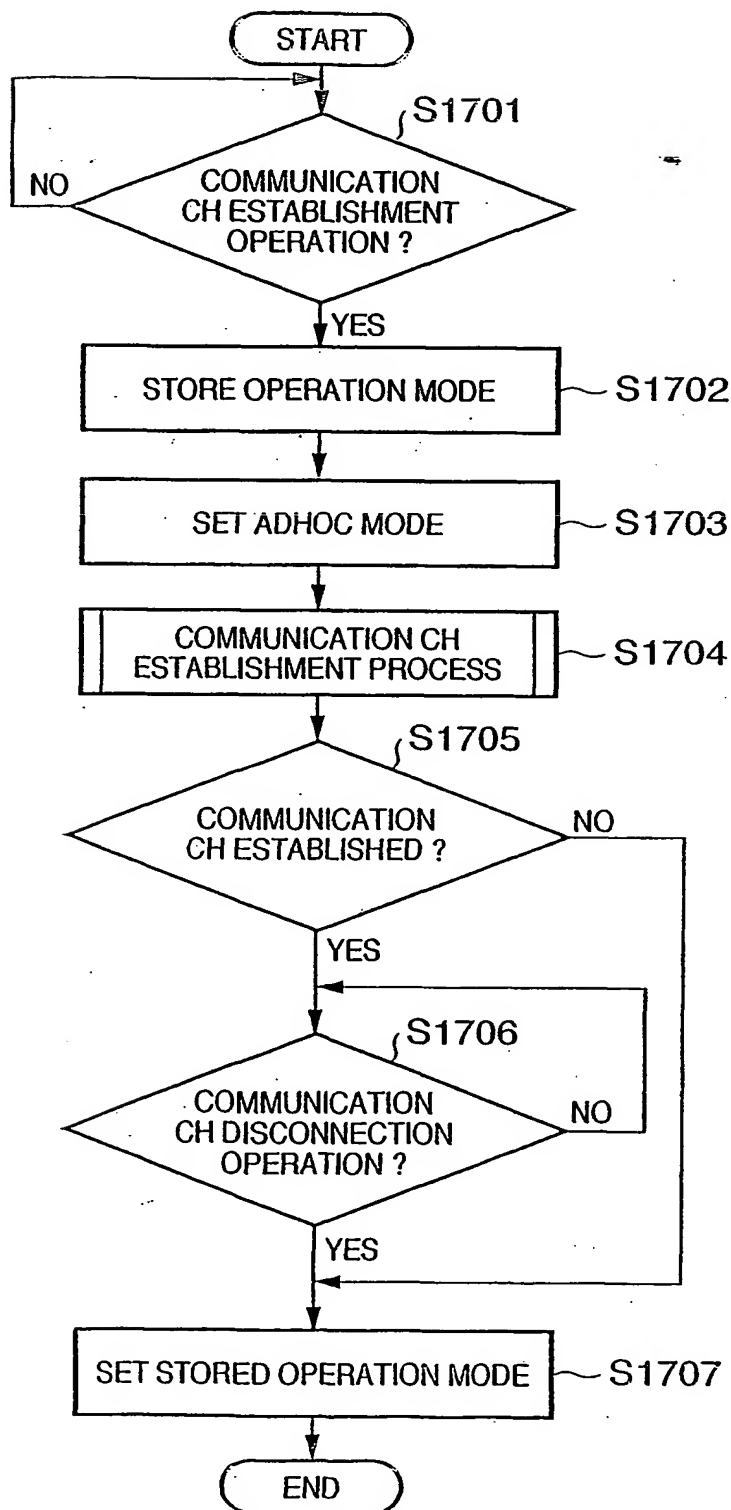 START
S1701
NO
COMMUNICATION
CH ESTABLISHMENT
OPERATION ?
YES
STORE OPERATION MODE
S1702
SET ADHOC MODE
S1703
COMMUNICATION CH
ESTABLISHMENT PROCESS
S1704
S1705
COMMUNICATION
CH ESTABLISHED ?
NO
YES
S1706
COMMUNICATION
CH DISCONNECTION
OPERATION ?
NO
YES
SET STORED OPERATION MODE
S1707
END